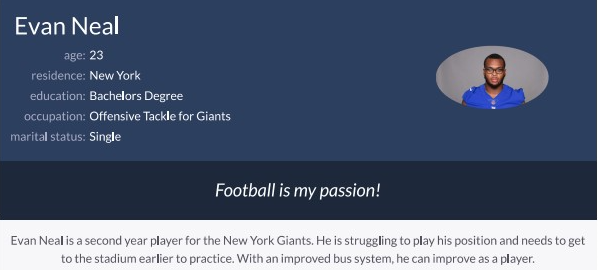 Evan Neal
age: 23
residence: New York
education: Bachelors Degree
occupation: Offensive Tackle for Giants
marital status: Single
Football is my passion!
Evan Neal is a second year player for the New York Giants. He is struggling to play his position and needs to get
to the stadium earlier to practice. With an improved bus system, he can improve as a player.